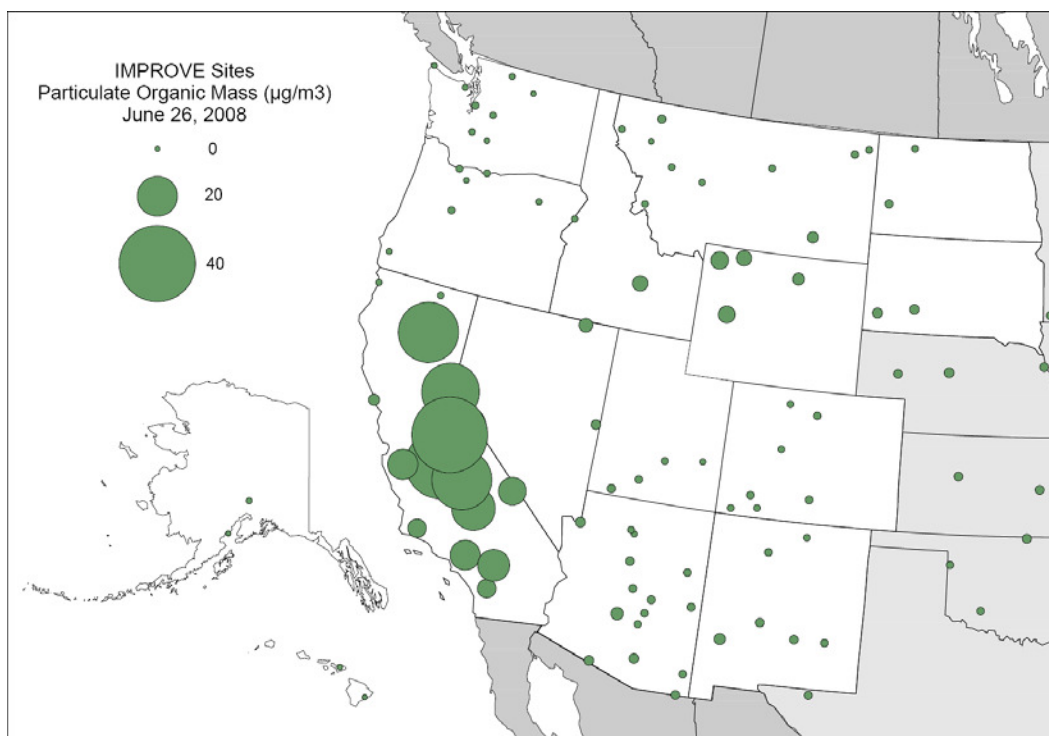 IMPROVE Sites
Particulate Organic Mass (µg/m3)
June 26, 2008
0
20
40